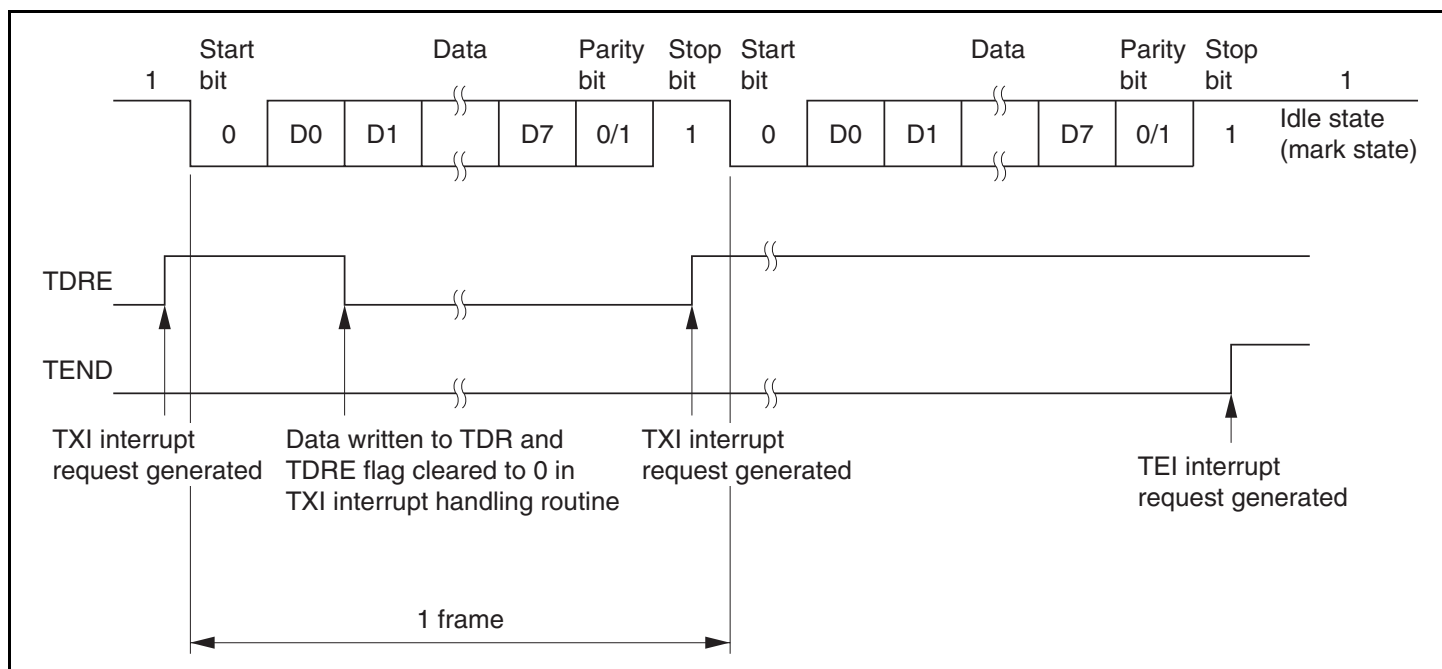 Start Data Parity Stop Start Data Parity Stop
1 bit bit bit bit bit bit 1
0 D0 D1 D7 0/1 1 0 D0 D1 D7 0/1 1 Idle state
(mark state)
TDRE
TEND
TXI interrupt Data written to TDR and TXI interrupt TEI interrupt
request generated TDRE flag cleared to 0 in request generated request generated
TXI interrupt handling routine
1 frame